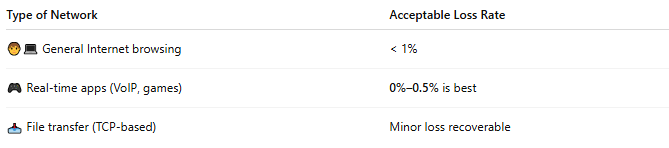 Type of Network Acceptable Loss Rate
🧑💻 General Internet browsing < 1%
🎮 Real-time apps (VoIP, games) 0%–0.5% is best
📥 File transfer (TCP-based) Minor loss recoverable